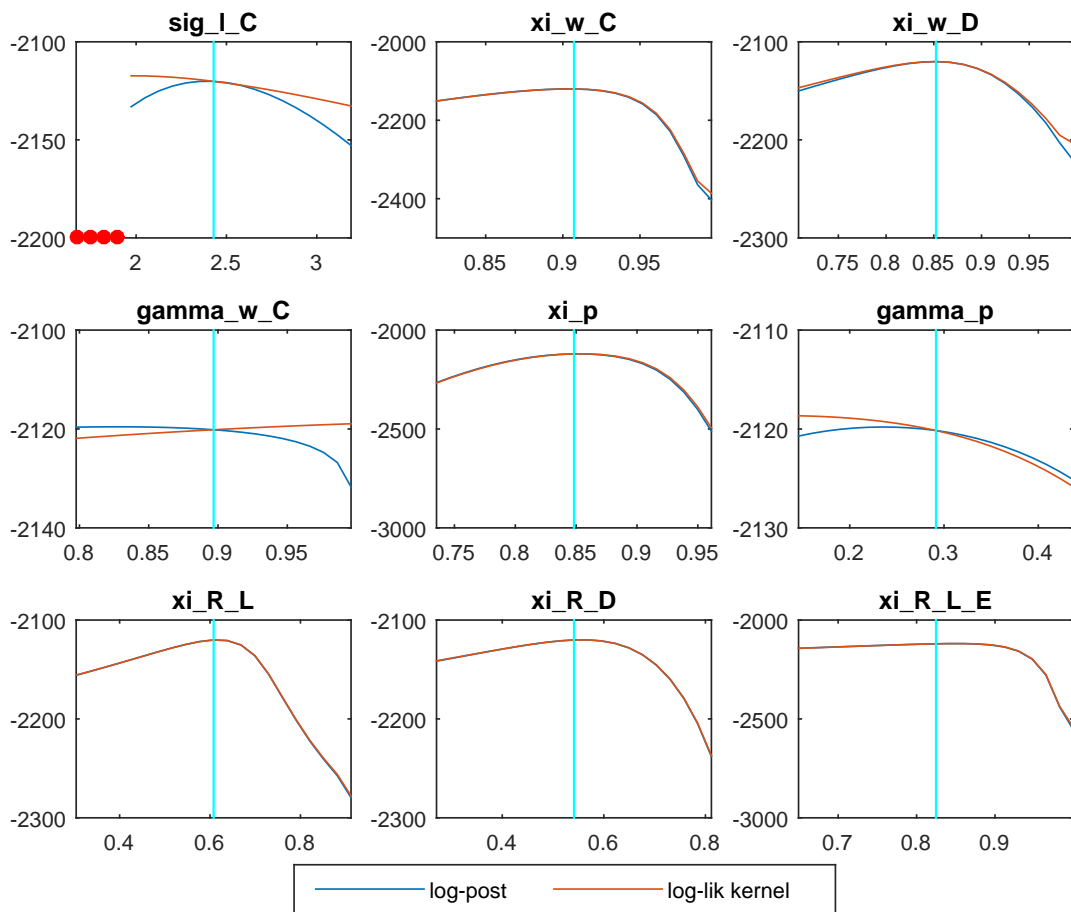 sig_l_C
xi_w_C
xi_w_D
-2100
-2150
-2200
2 2.5 3
-2000
-2200
-2400
0.85 0.9 0.95
-2100
-2200
-2300
0.75 0.8 0.85 0.9 0.95
gamma_w_C
xi_p
gamma_p
-2100
-2120
-2140
0.8 0.85 0.9 0.95
-2000
-2500
-3000
0.75 0.8 0.85 0.9 0.95
-2110
-2120
-2130
0.2 0.3 0.4
xi_R_L
xi_R_D
xi_R_L_E
-2100
-2200
-2300
0.4 0.6 0.8
-2100
-2200
-2300
0.4 0.6 0.8
-2000
-2500
-3000
0.7 0.8 0.9
log-post log-lik kernel